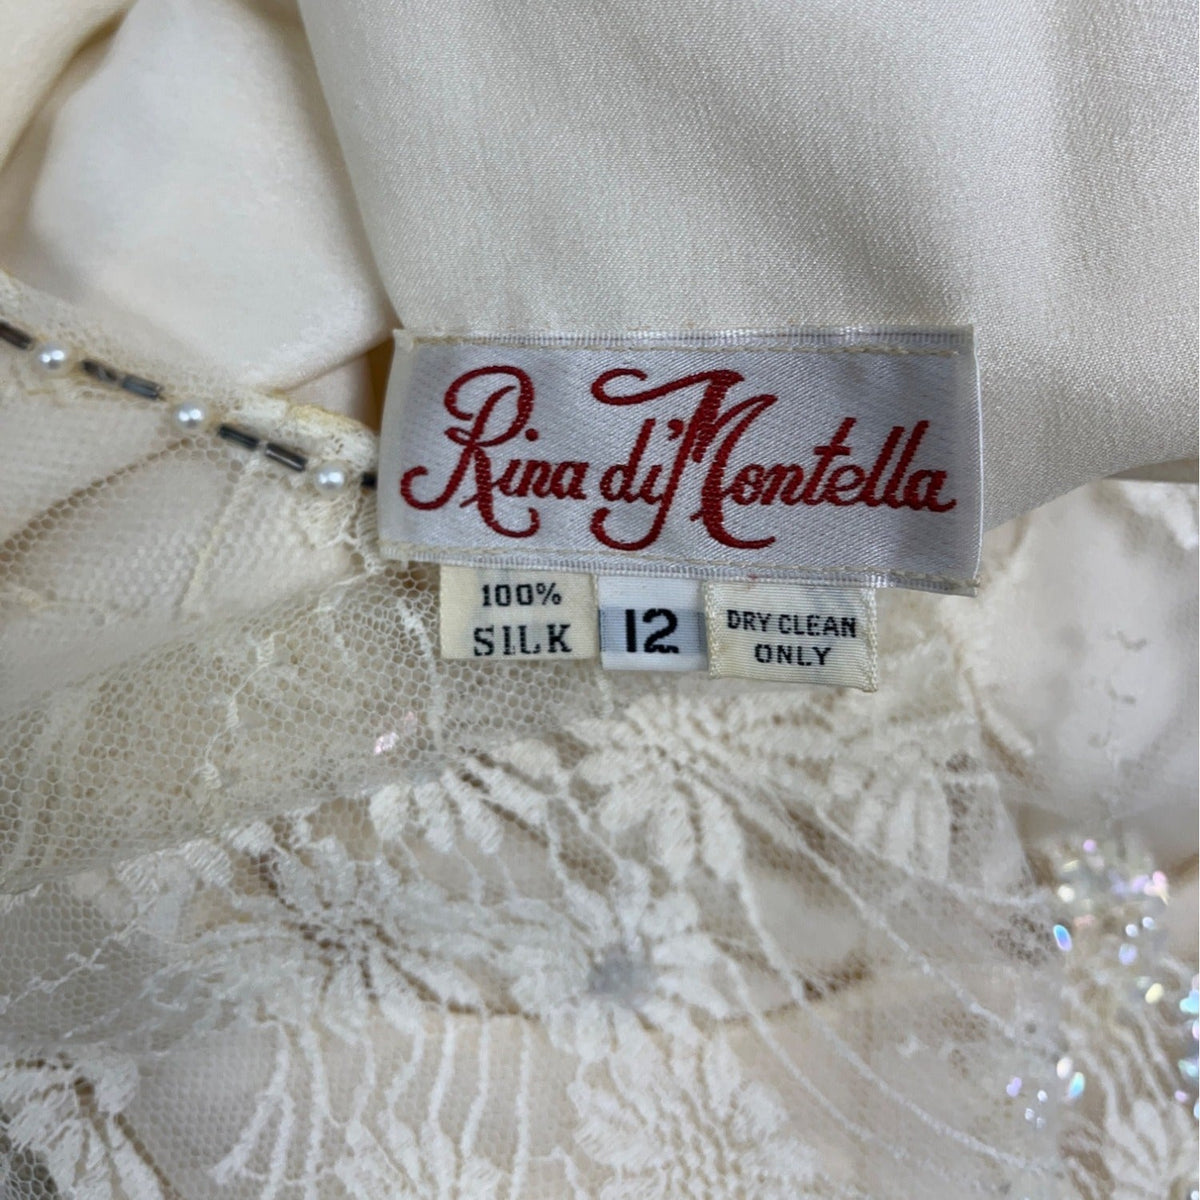 Rina di' Montella
100%
SILK
12
DRY CLEAN
ONLY